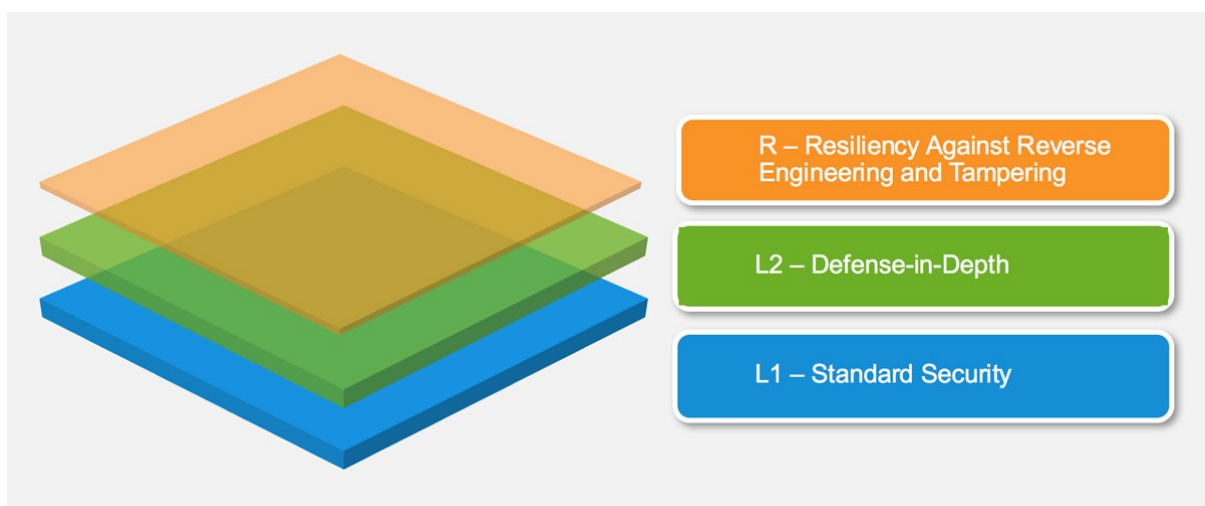 R – Resiliency Against Reverse
Engineering and Tampering
L2 – Defense-in-Depth
L1 – Standard Security